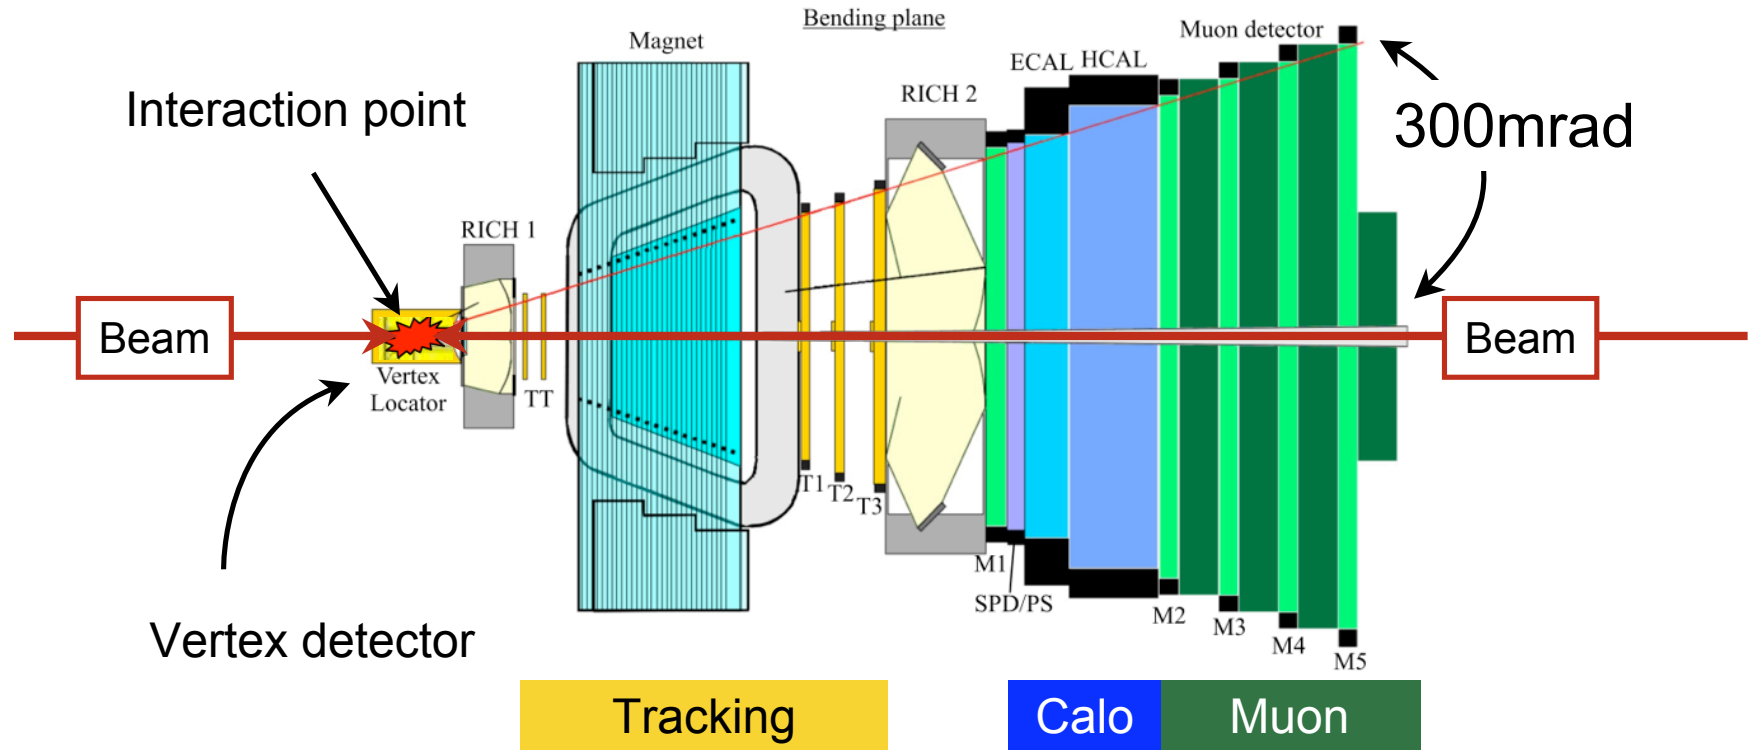 Bending plane
Magnet
Muon detector
ECAL
HCAL
RICH 2
Interaction point
300mrad
RICH 1
Beam
Beam
Vertex
Locator
TT
T1
T2
T3
M1
SPD/PS
M2
M3
M4
M5
Vertex detector
Tracking
Calo
Muon